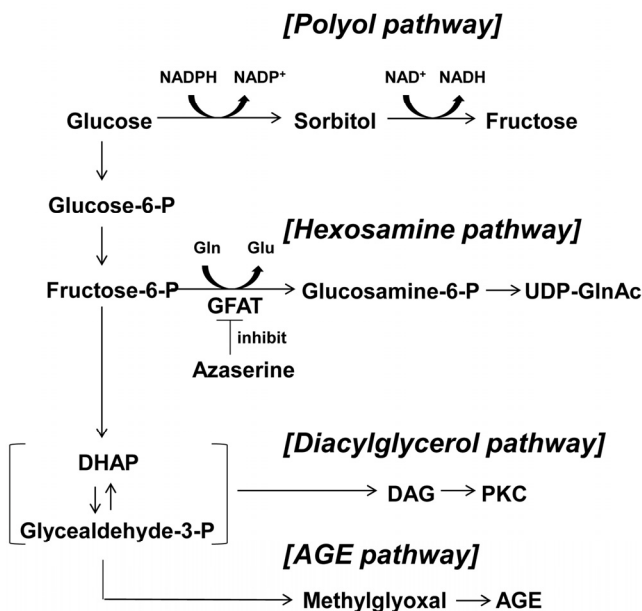 [Polyol pathway]
NADPH NADP⁺ NAD⁺ NADH
Glucose Sorbitol Fructose
Glucose-6-P
[Hexosamine pathway]
Gln Glu
Fructose-6-P Glucosamine-6-P UDP-GlnAc
GFAT
inhibit
Azaserine
[Diacylglycerol pathway]
DHAP
DAG PKC
Glycealdehyde-3-P
[AGE pathway]
Methylglyoxal AGE